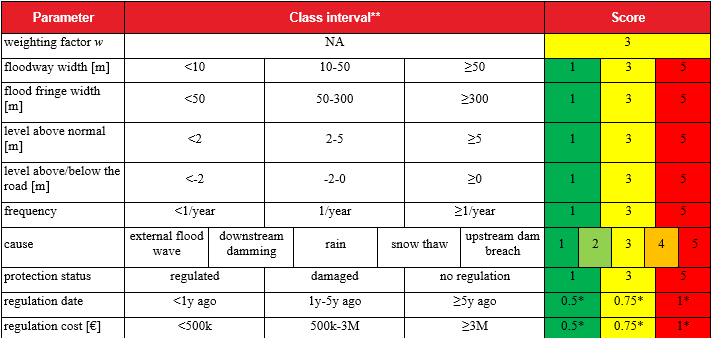 Parameter Class interval** Score
weighting factor w NA 3
floodway width [m] <10 10-50 ≥50 1 3 5
flood fringe width
[m] <50 50-300 ≥300 1 3 5
level above normal
[m] <2 2-5 ≥5 1 3 5
level above/below the
road [m] <-2 -2-0 ≥0 1 3 5
frequency <1/year 1/year ≥1/year 1 3 5
cause external flood
wave downstream
damming rain snow thaw upstream dam
breach 1 2 3 4 5
protection status regulated damaged no regulation 1 3 5
regulation date <1y ago 1y-5y ago ≥5y ago 0.5* 0.75* 1*
regulation cost [€] <500k 500k-3M ≥3M 0.5* 0.75* 1*